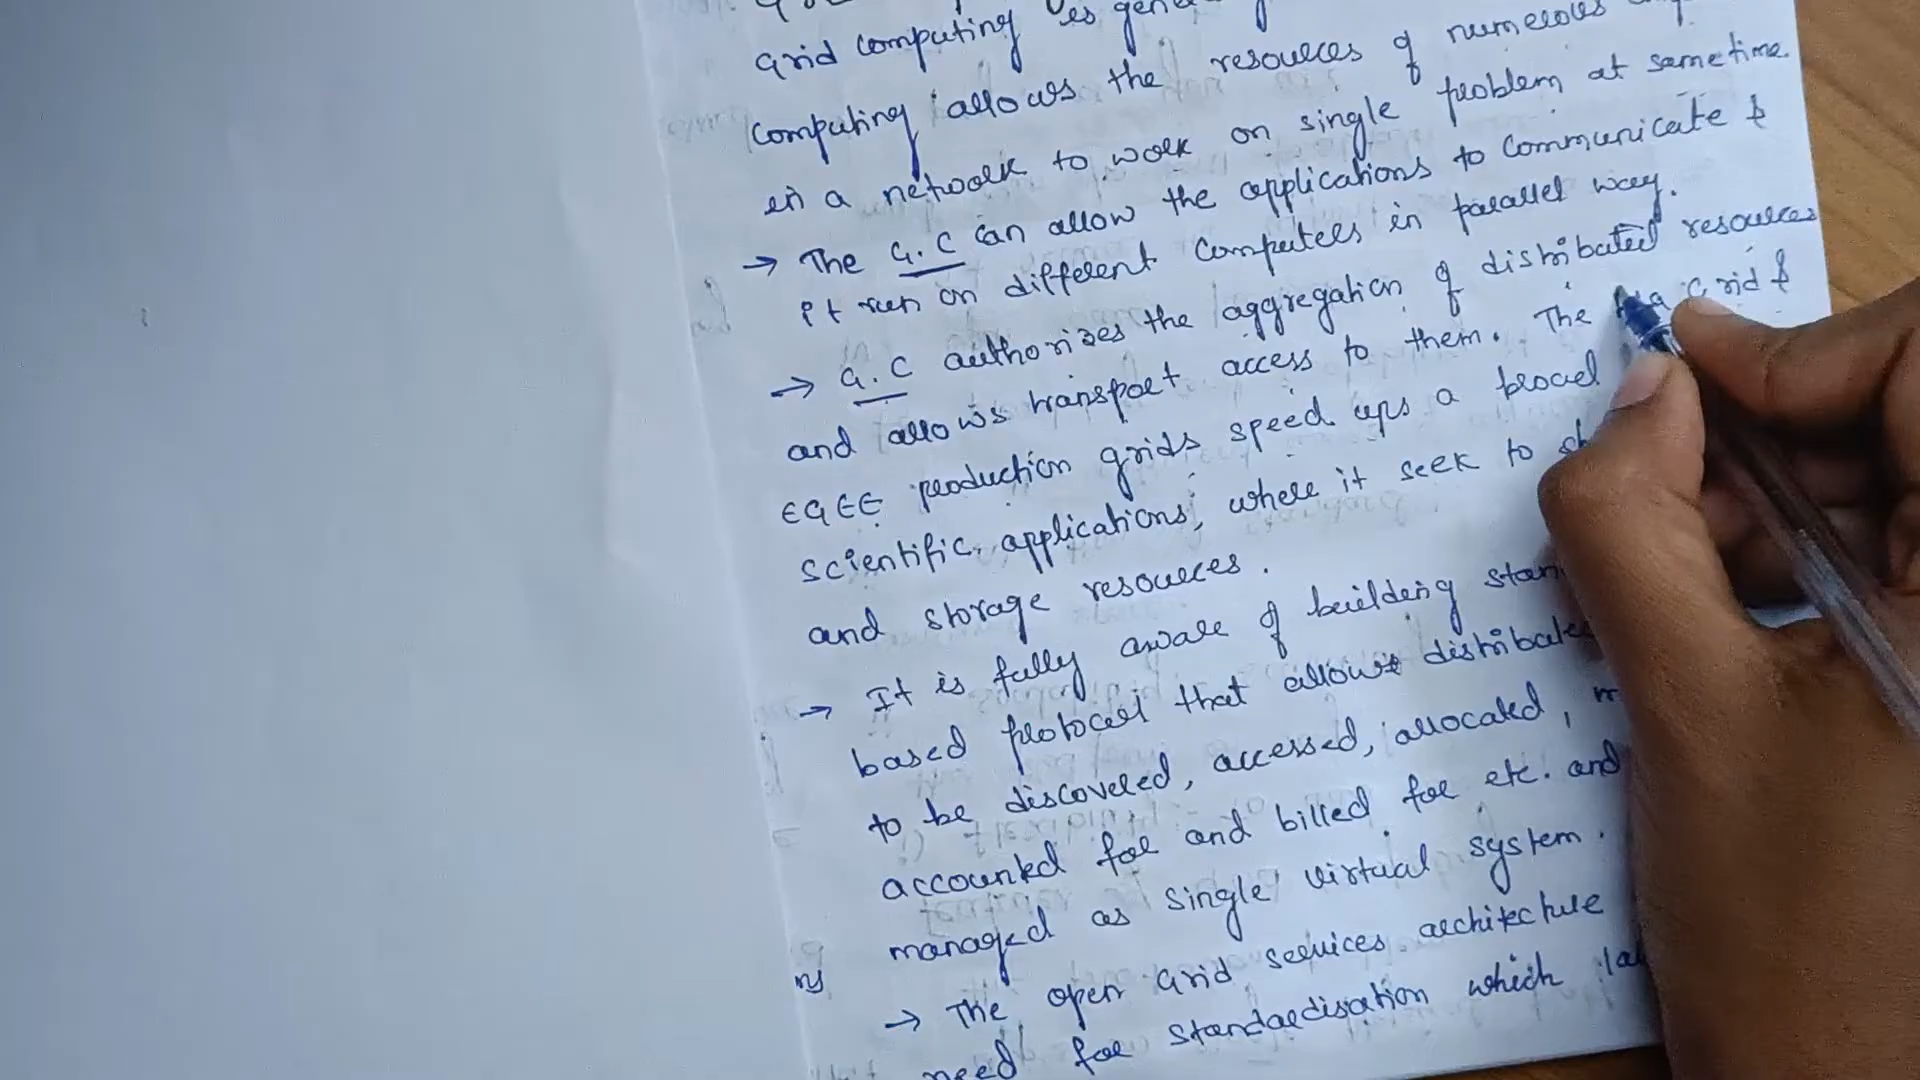 Grid computing is
computing allows the resources of numerous
in a network to work on single problem at sametime.
→ The G.C can allow the applications to communicate &
it run on different computers in parallel way.
→ G.C authorizes the aggregation of distributed resources
and allows transport access to them. The Grid &
EGEE production grids speed ups a
scientific applications, where it seek to
and storage resources.
→ It is fully aware of building
based protocol that allows
to be discovered, accessed, allocated,
accounted for and billed for etc. and
managed as single virtual system.
→ The open Grid services architecture
need for standardisation which